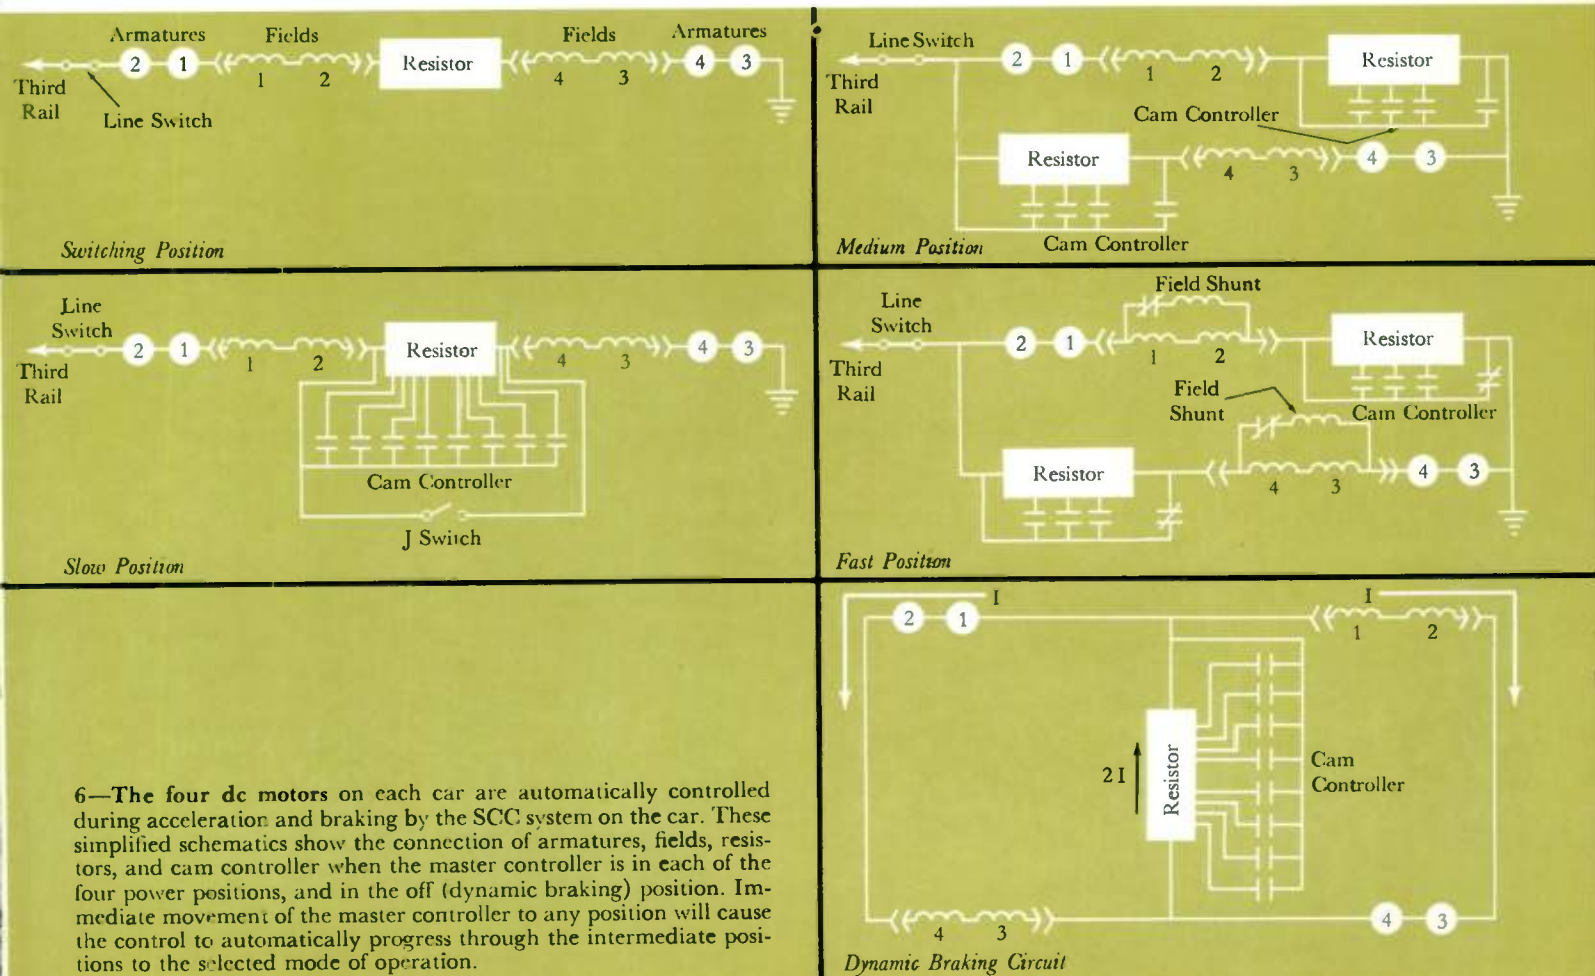 Armatures Fields Fields Armatures
2 1 Resistor 4 3
1 2 4 3
Third
Rail
Line Switch
Switching Position
Line Switch
2 1 Resistor
1 2
Third
Rail
Cam Controller
Resistor 4 3
4 3
Cam Controller
Medium Position
Line
Switch
2 1 Resistor 4 3
1 2 4 3
Third
Rail
Cam Controller
J Switch
Slow Position
Field Shunt
Line
Switch
2 1 Resistor
1 2
Third
Rail
Field
Shunt
Cam Controller
Resistor 4 3
4 3
Fast Position
I I
2 1
1 2
2 I
Resistor
Cam
Controller
4 3
4 3
Dynamic Braking Circuit
6—The four dc motors on each car are automatically controlled
during acceleration and braking by the SCC system on the car. These
simplified schematics show the connection of armatures, fields, resis-
tors, and cam controller when the master controller is in each of the
four power positions, and in the off (dynamic braking) position. Im-
mediate movement of the master controller to any position will cause
the control to automatically progress through the intermediate posi-
tions to the selected mode of operation.